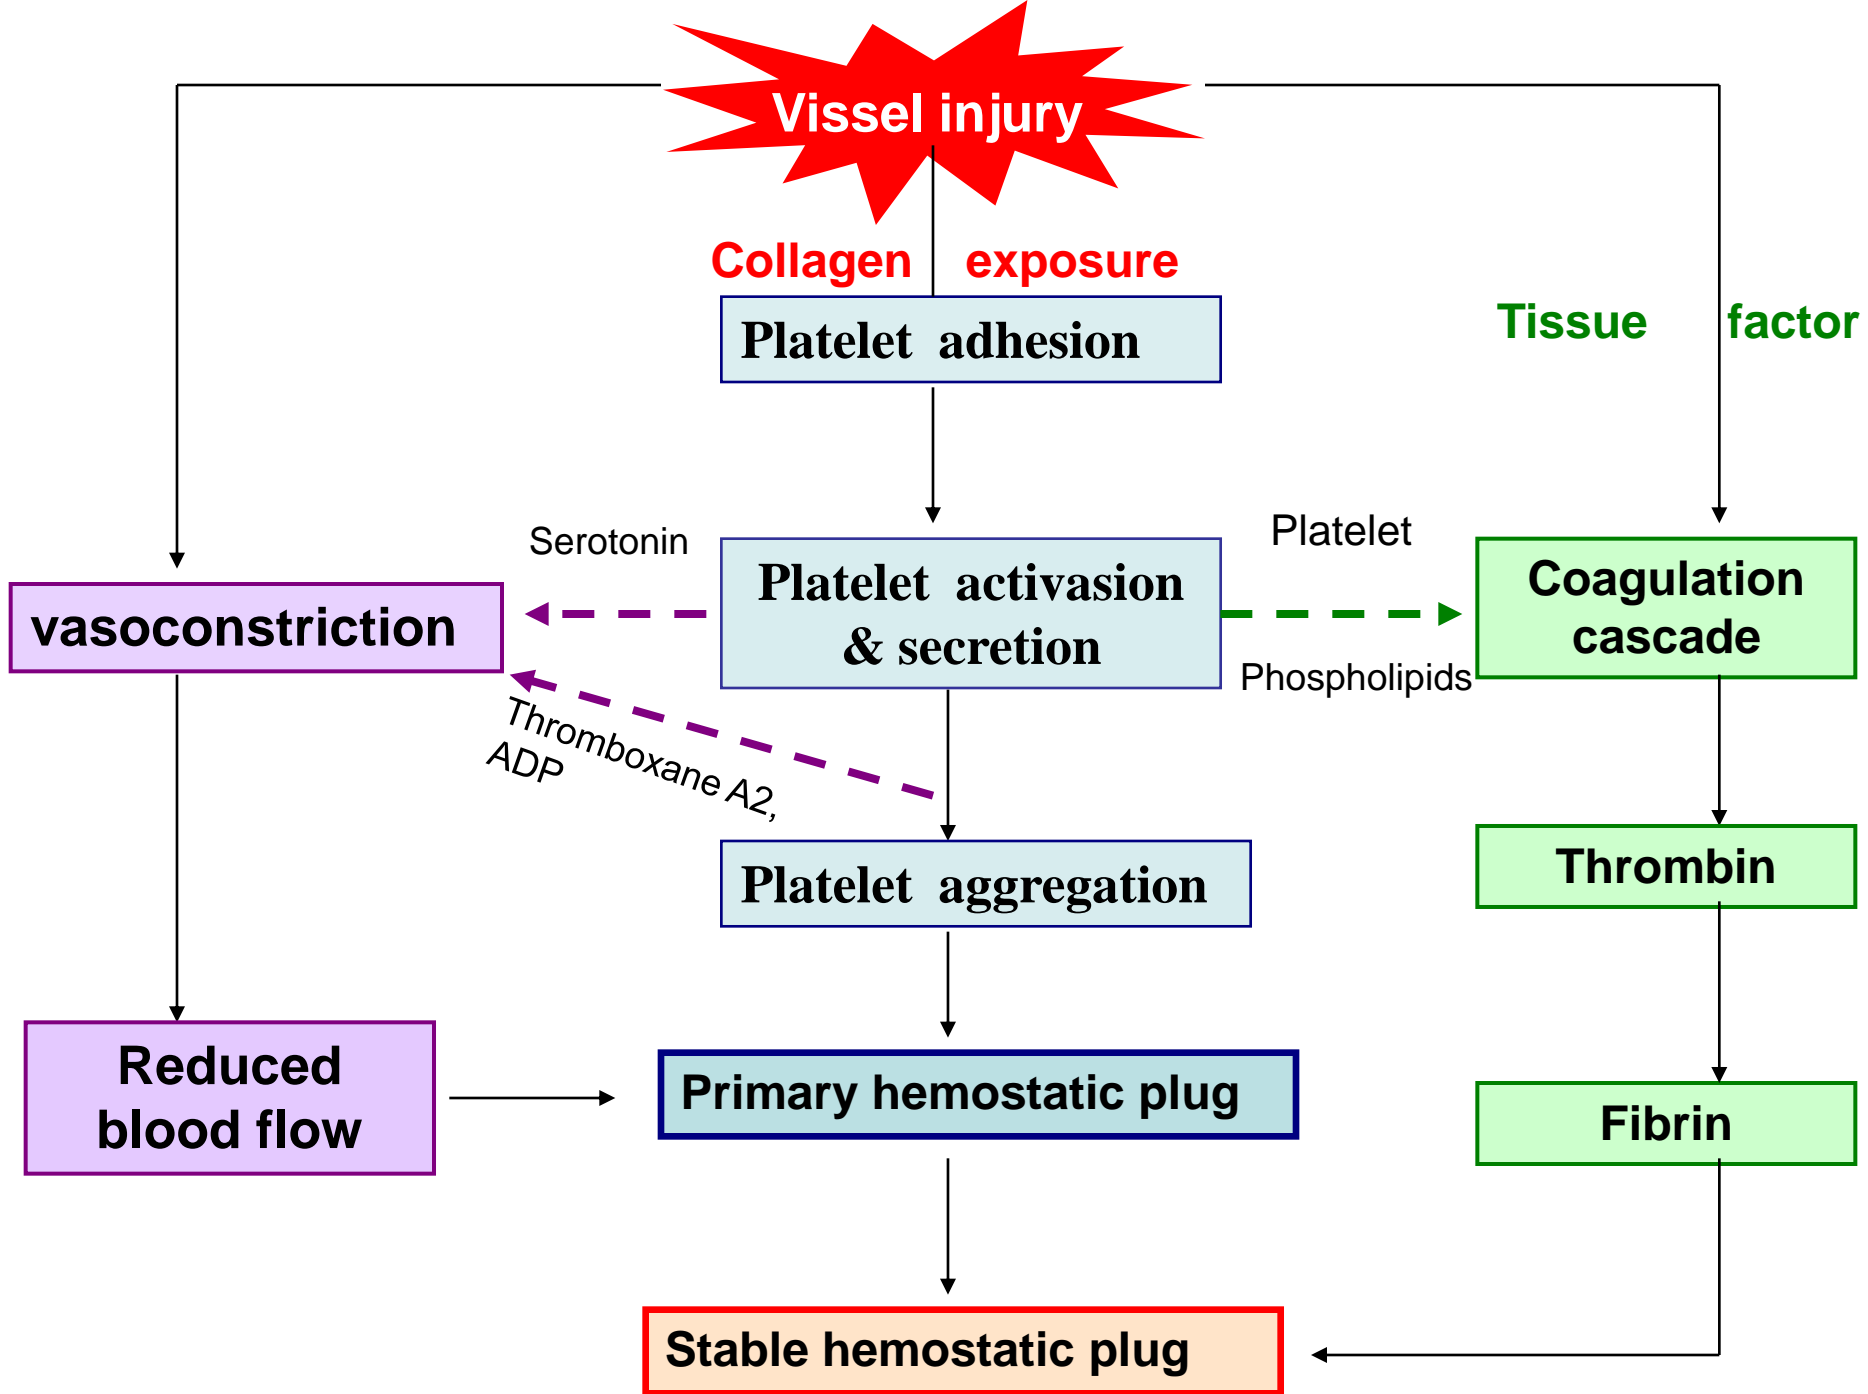 Vissel injury
Collagen exposure
Tissue factor
Platelet adhesion
Serotonin
Platelet
Phospholipids
vasoconstriction
Platelet activasion
& secretion
Coagulation
cascade
Thromboxane A2,
ADP
Platelet aggregation
Thrombin
Reduced
blood flow
Primary hemostatic plug
Fibrin
Stable hemostatic plug